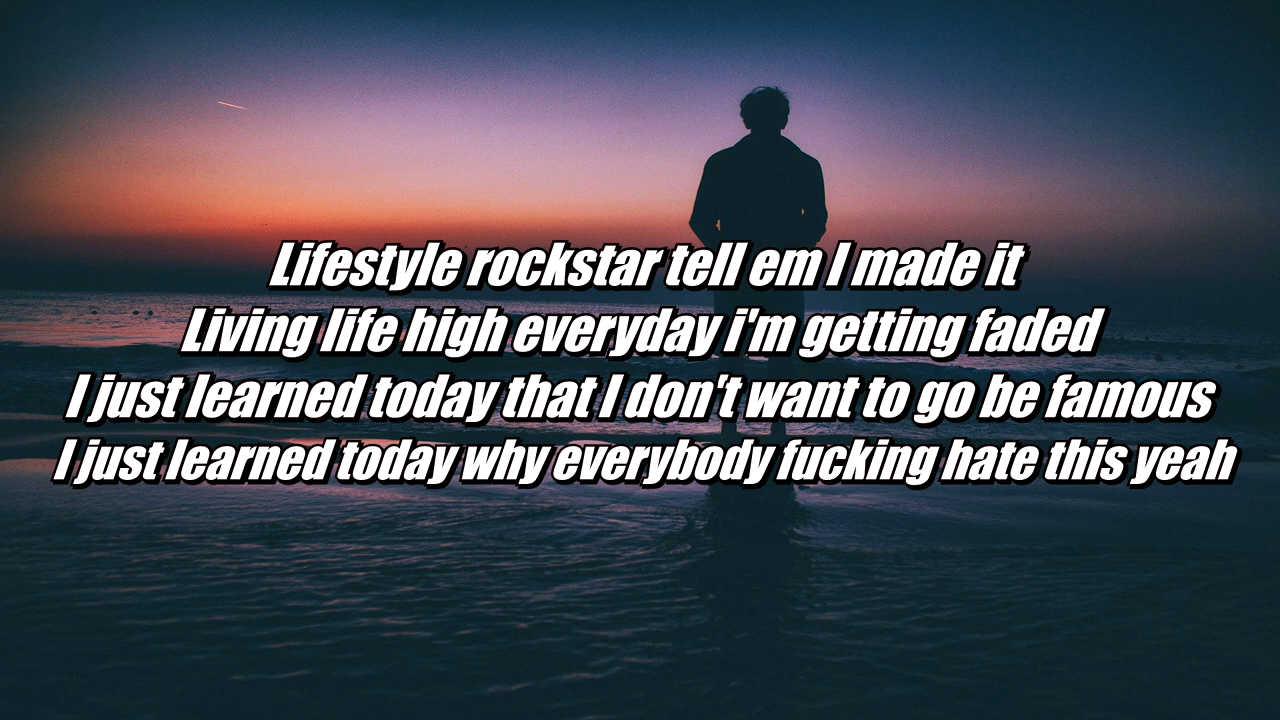 Lifestyle rockstar tell em I made it
Living life high everyday i'm getting faded
I just learned today that I don't want to go be famous
I just learned today why everybody fucking hate this yeah